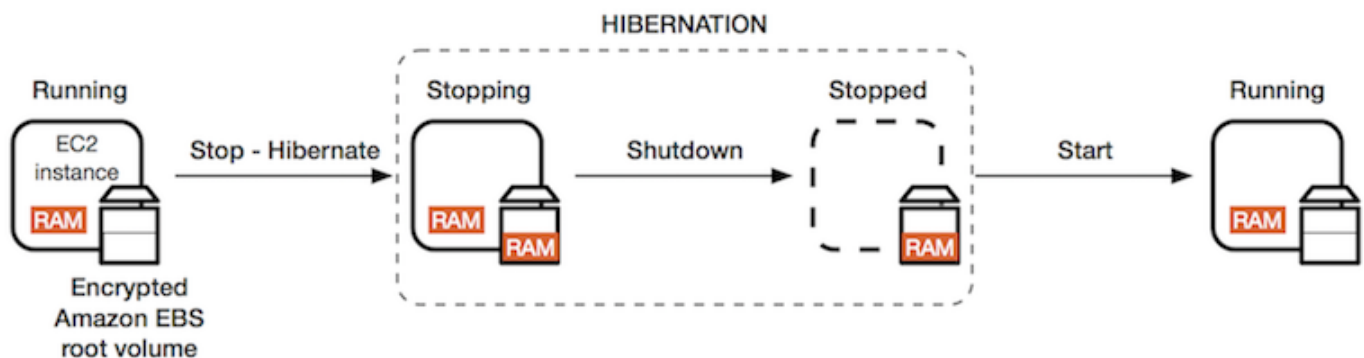 HIBERNATION
Running
Stopping
Stopped
Running
EC2
instance
Stop - Hibernate
Shutdown
Start
RAM
RAM
RAM
RAM
RAM
Encrypted
Amazon EBS
root volume